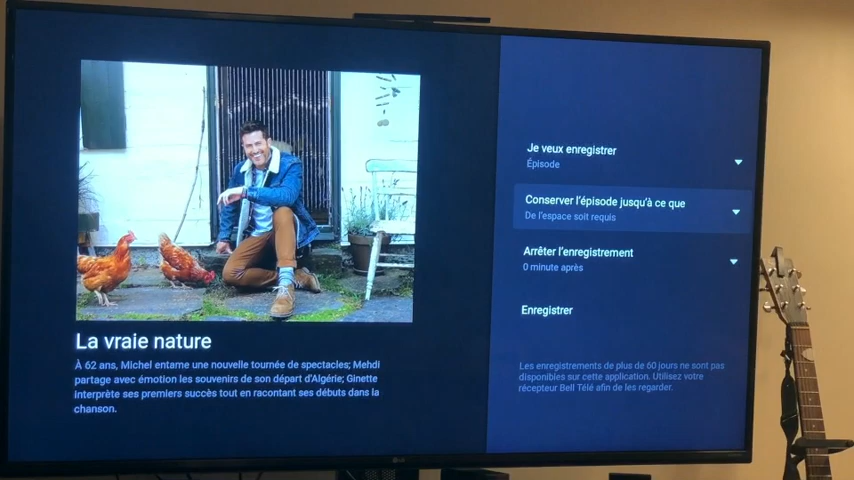 La vraie nature
À 62 ans, Michel entame une nouvelle tournée de spectacles; Mehdi
partage avec émotion les souvenirs de son départ d'Algérie; Ginette
interprète ses premiers succès tout en racontant ses débuts dans la
chanson.
Je veux enregistrer
Épisode
Conserver l'épisode jusqu'à ce que
De l'espace soit requis
Arrêter l'enregistrement
0 minute après
Enregistrer
Les enregistrements de plus de 60 jours ne sont pas
disponibles sur cette application. Utilisez votre
récepteur Bell Télé afin de les regarder.
LG